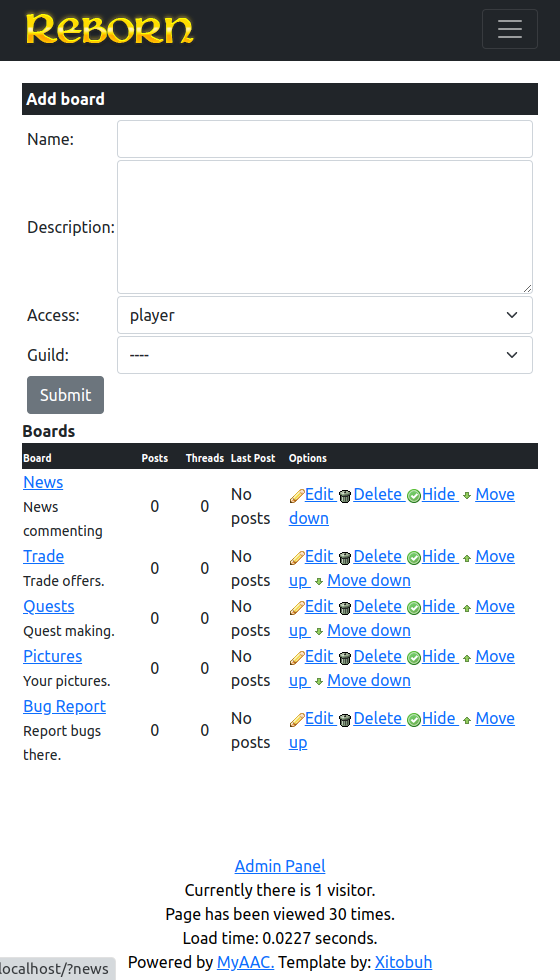 Reborn
Add board
Name:
Description:
Access: player
Guild: ----
Submit
Boards
Board Posts Threads Last Post Options
News
News commenting
0 0 No posts Edit Delete Hide Move down
Trade
Trade offers.
0 0 No posts Edit Delete Hide Move up Move down
Quests
Quest making.
0 0 No posts Edit Delete Hide Move up Move down
Pictures
Your pictures.
0 0 No posts Edit Delete Hide Move up Move down
Bug Report
Report bugs there.
0 0 No posts Edit Delete Hide Move up
Admin Panel
Currently there is 1 visitor.
Page has been viewed 30 times.
Load time: 0.0227 seconds.
Powered by MyAAC. Template by: Xitobuh
localhost/?news